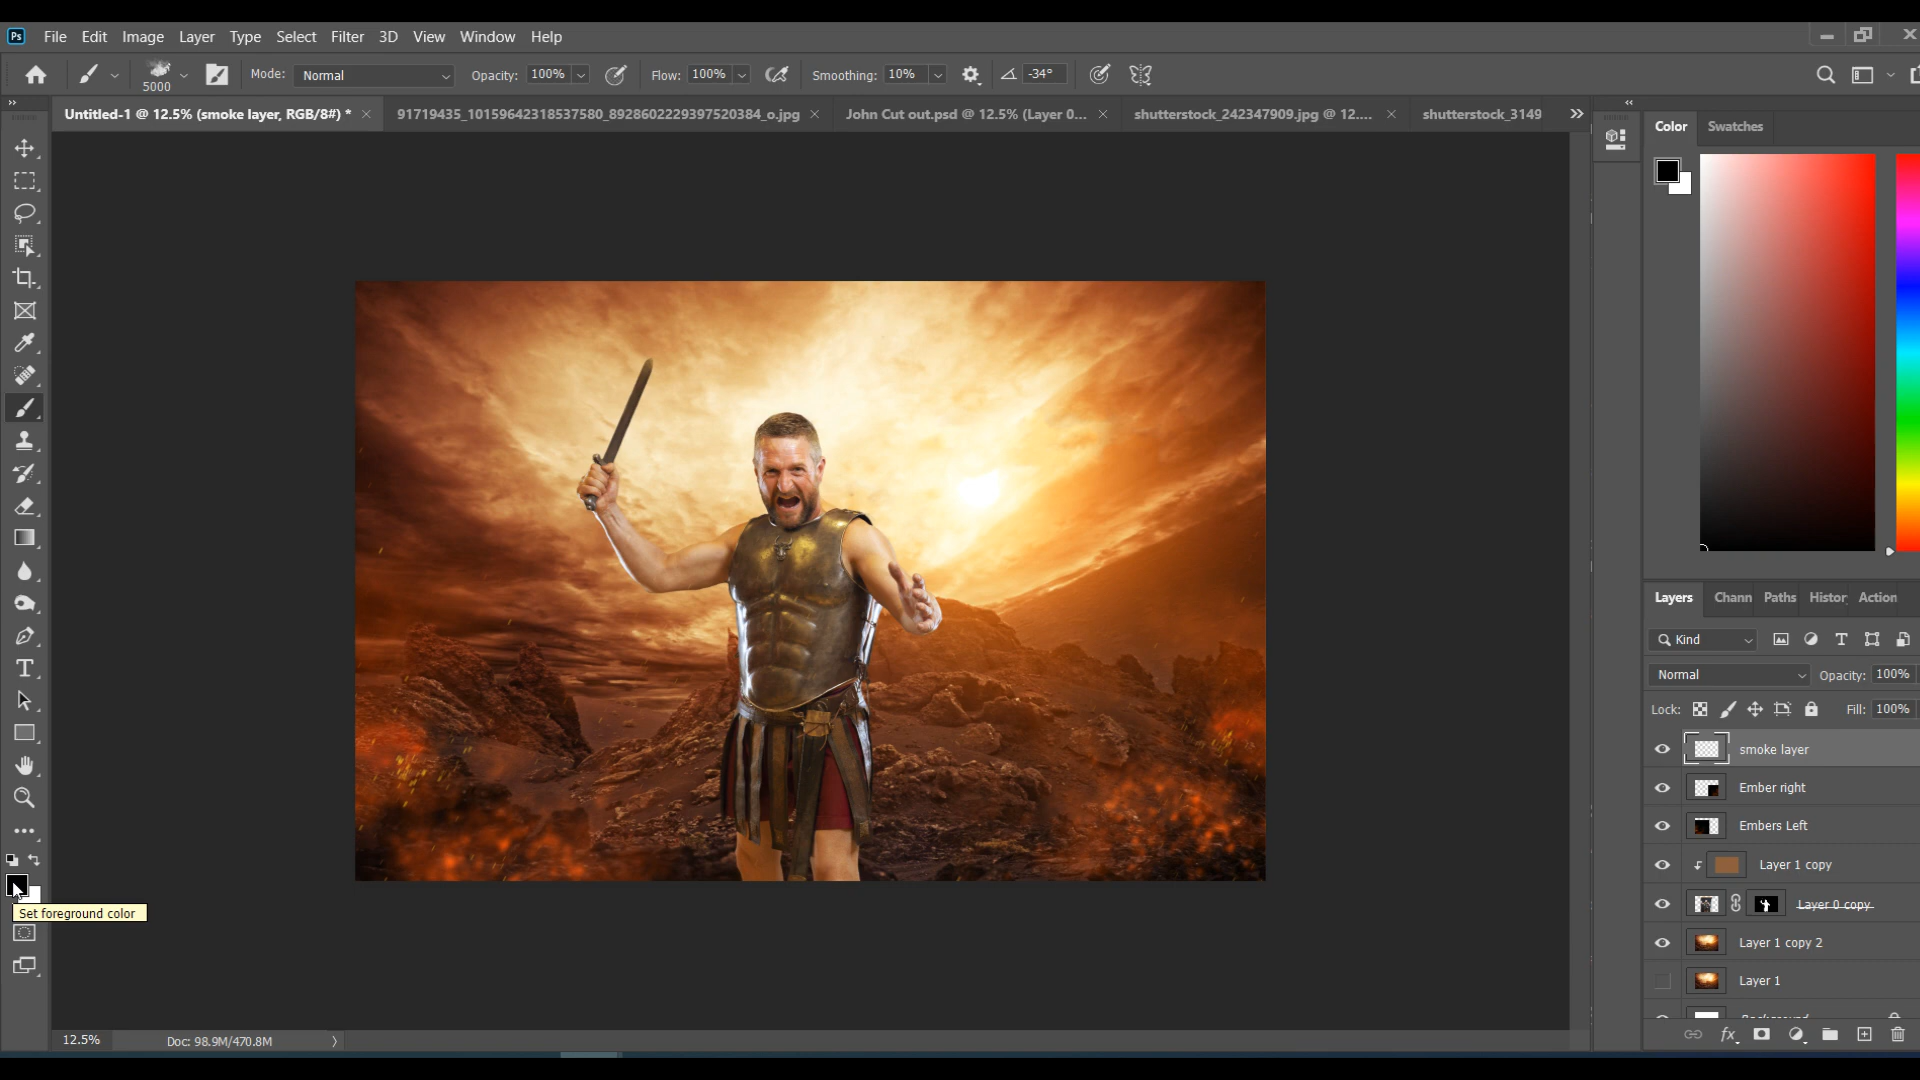 Ps File Edit Image Layer Type Select Filter 3D View Window Help
5000 Mode: Normal Opacity: 100% Flow: 100% Smoothing: 10% -34°
Untitled-1 @ 12.5% (smoke layer, RGB/8#) * 91719435_10159642318537580_8928602229397520384_o.jpg John Cut out.psd @ 12.5% (Layer 0... shutterstock_242347909.jpg @ 12.... shutterstock_3149
Color Swatches
Layers Chann Paths Histor Action
Kind
Normal Opacity: 100%
Lock: Fill: 100%
smoke layer
Ember right
Embers Left
Layer 1 copy
Layer 0 copy
Layer 1 copy 2
Layer 1
Set foreground color
12.5% Doc: 98.9M/470.8M
fx